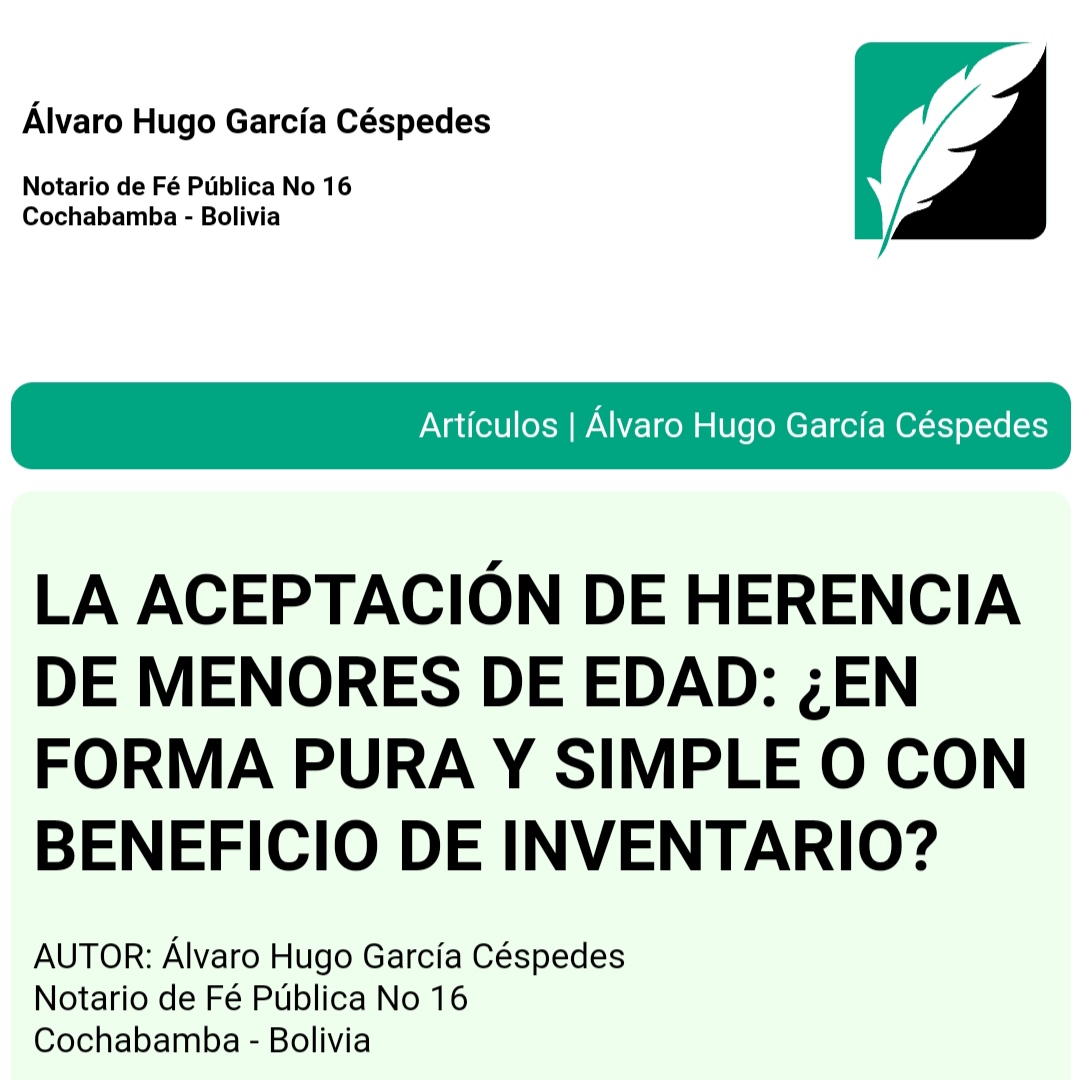 Álvaro Hugo García Céspedes
Notario de Fé Pública No 16
Cochabamba - Bolivia
Artículos | Álvaro Hugo García Céspedes
LA ACEPTACIÓN DE HERENCIA
DE MENORES DE EDAD: ¿EN
FORMA PURA Y SIMPLE O CON
BENEFICIO DE INVENTARIO?
AUTOR: Álvaro Hugo García Céspedes
Notario de Fé Pública No 16
Cochabamba - Bolivia